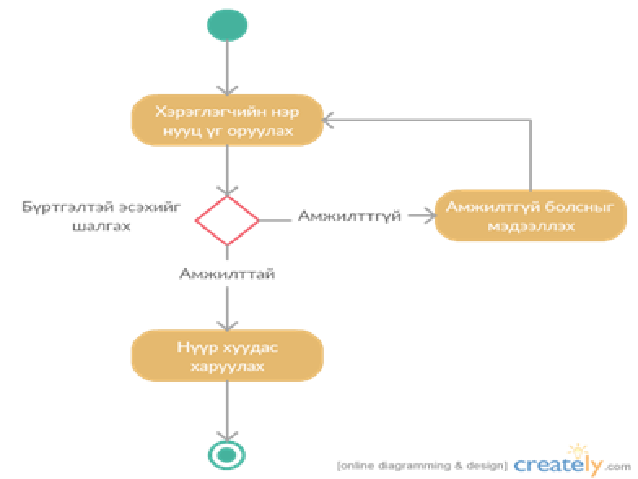 Хэрэглэгчийн нэр
нууц үг оруулах
Бүртгэлтэй эсэхийг
шалгах
Амжилттгүй
Амжилтгүй болсныг
мэдээллэх
Амжилттай
Нүүр хуудас
харуулах
[online diagramming & design] creately.com